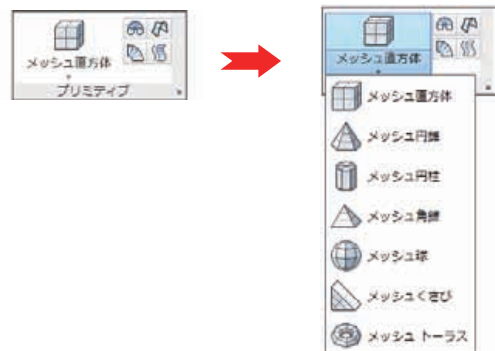 メッシュ直方体
プリミティブ
メッシュ直方体
メッシュ直方体
メッシュ円錐
メッシュ円柱
メッシュ角錐
メッシュ球
メッシュくさび
メッシュ トーラス